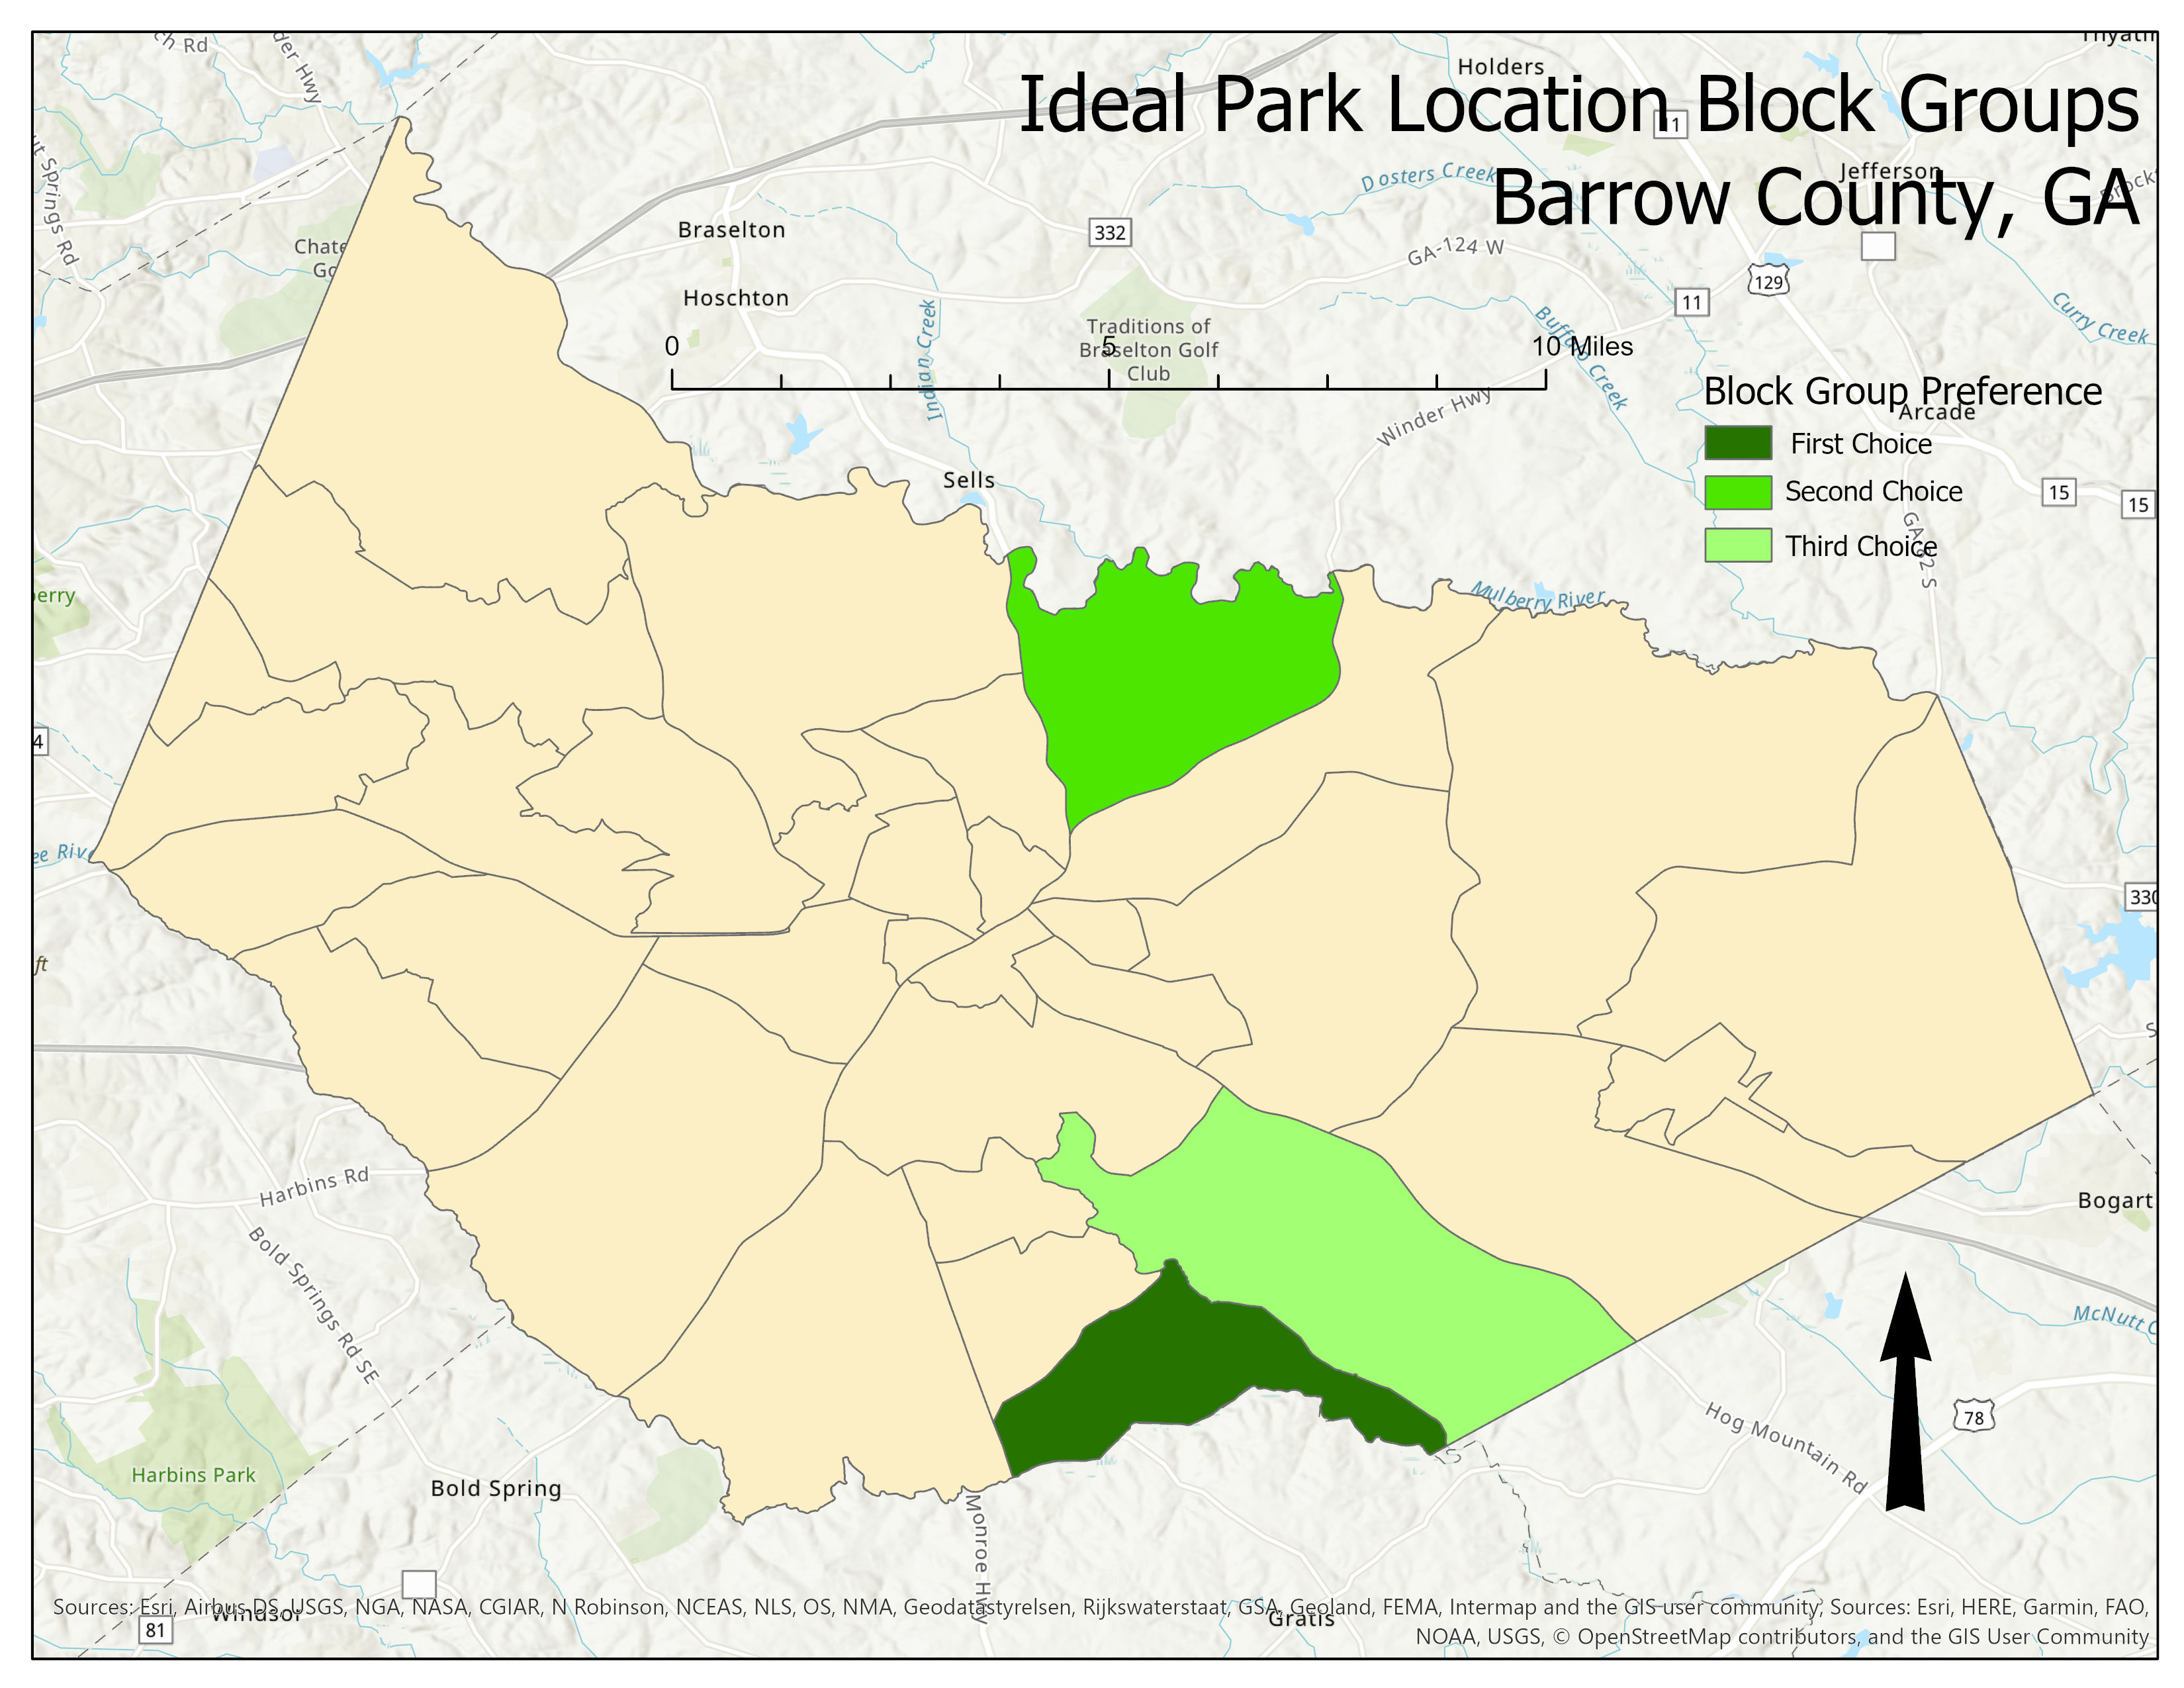 Ideal Park Location Block Groups
Barrow County, GA
Holders
Jefferson
Dosters Creek
332
GA-124 W
129
11
Curry Creek
Braselton
Hoschton
Indian Creek
Traditions of
Braselton Golf
Club
Buffalo Creek
0
5
10 Miles
Winder Hwy
Block Group Preference
Arcade
First Choice
Second Choice
Third Choice
15
15
GA-82 S
Sells
Mulberry River
330
Harbins Rd
Bold Springs Rd SE
Harbins Park
Bold Spring
Monroe Hwy
Bogart
78
Hog Mountain Rd
Windsor
81
Gratis
Sources: Esri, Airbus DS, USGS, NGA, NASA, CGIAR, N Robinson, NCEAS, NLS, OS, NMA, Geodatastyrelsen, Rijkswaterstaat, GSA, Geoland, FEMA, Intermap and the GIS user community, Sources: Esri, HERE, Garmin, FAO,
NOAA, USGS, © OpenStreetMap contributors, and the GIS User Community